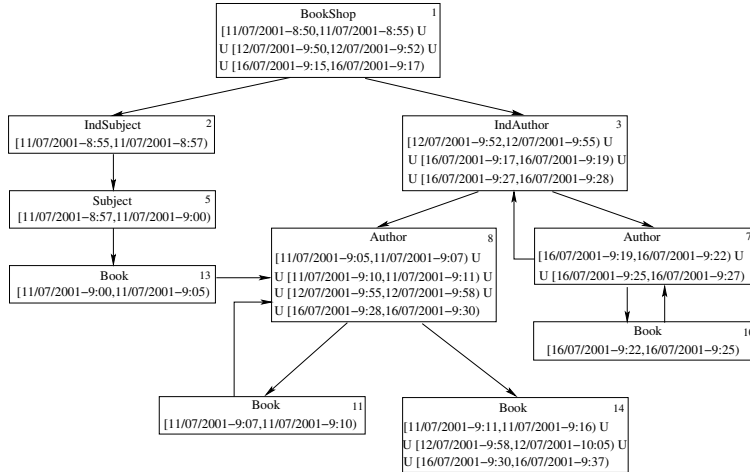 BookShop 1
[11/07/2001–8:50,11/07/2001–8:55) U
U [12/07/2001–9:50,12/07/2001–9:52) U
U [16/07/2001–9:15,16/07/2001–9:17)
IndSubject 2
[11/07/2001–8:55,11/07/2001–8:57)
IndAuthor 3
[12/07/2001–9:52,12/07/2001–9:55) U
U [16/07/2001–9:17,16/07/2001–9:19) U
U [16/07/2001–9:27,16/07/2001–9:28)
Subject 5
[11/07/2001–8:57,11/07/2001–9:00)
Author 8
[11/07/2001–9:05,11/07/2001–9:07) U
U [11/07/2001–9:10,11/07/2001–9:11) U
U [12/07/2001–9:55,12/07/2001–9:58) U
U [16/07/2001–9:28,16/07/2001–9:30)
Author 7
[16/07/2001–9:19,16/07/2001–9:22) U
U [16/07/2001–9:25,16/07/2001–9:27)
Book 13
[11/07/2001–9:00,11/07/2001–9:05)
Book
[16/07/2001–9:22,16/07/2001–9:25)
Book 11
[11/07/2001–9:07,11/07/2001–9:10)
Book 14
[11/07/2001–9:11,11/07/2001–9:16) U
U [12/07/2001–9:58,12/07/2001–10:05) U
U [16/07/2001–9:30,16/07/2001–9:37)